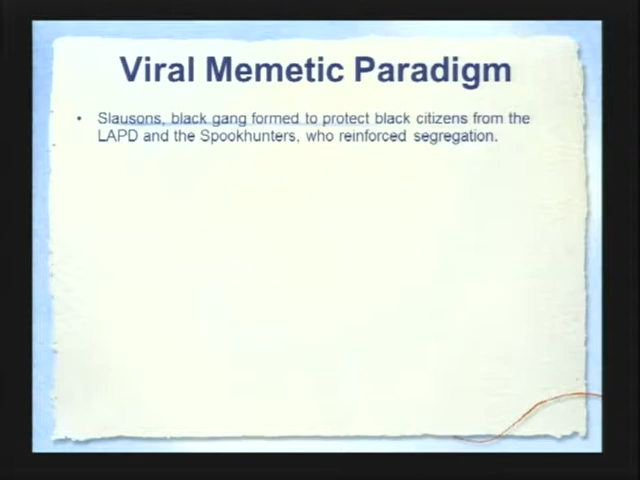 Viral Memetic Paradigm
• Slausons, black gang formed to protect black citizens from the
LAPD and the Spookhunters, who reinforced segregation.